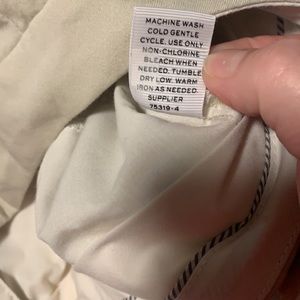 MACHINE WASH
COLD GENTLE
CYCLE. USE ONLY
NON-CHLORINE
BLEACH WHEN
NEEDED. TUMBLE
DRY LOW. WARM
IRON AS NEEDED.
SUPPLIER
75319-4